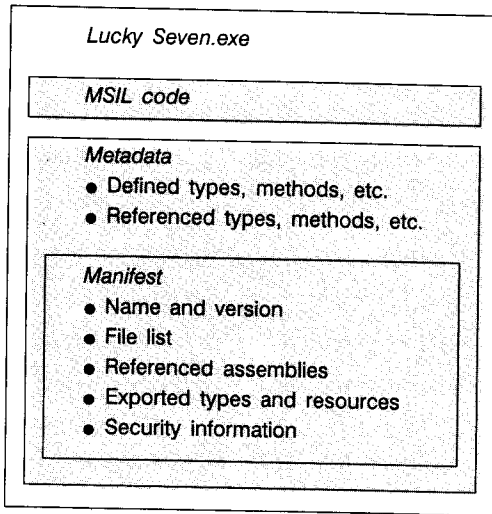 Lucky Seven.exe
MSIL code
Metadata
● Defined types, methods, etc.
● Referenced types, methods, etc.
Manifest
● Name and version
● File list
● Referenced assemblies
● Exported types and resources
● Security information